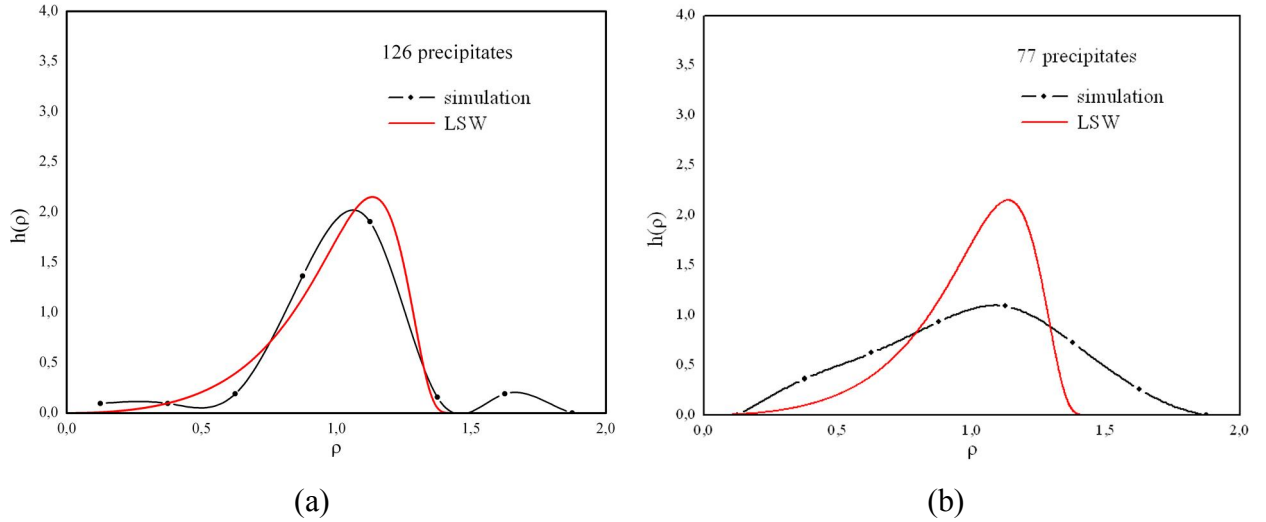 4,0
3,5
3,0
2,5
2,0
1,5
1,0
0,5
0,0
h(ρ)
126 precipitates
simulation
LSW
0,0 0,5 1,0 1,5 2,0
ρ
(a)
4,0
3,5
3,0
2,5
2,0
1,5
1,0
0,5
0,0
h(ρ)
77 precipitates
simulation
LSW
0,0 0,5 1,0 1,5 2,0
ρ
(b)